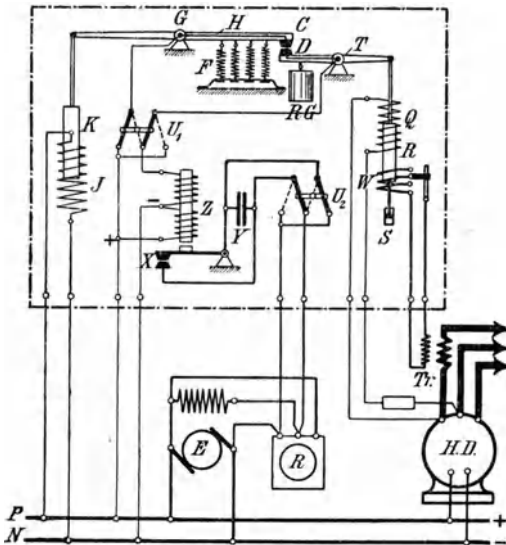 G H C
D T
F
RG
K U₁ Q
R
J W
Z U₂
Y S
+ −
X
Tr.
E R H.D.
P +
N −